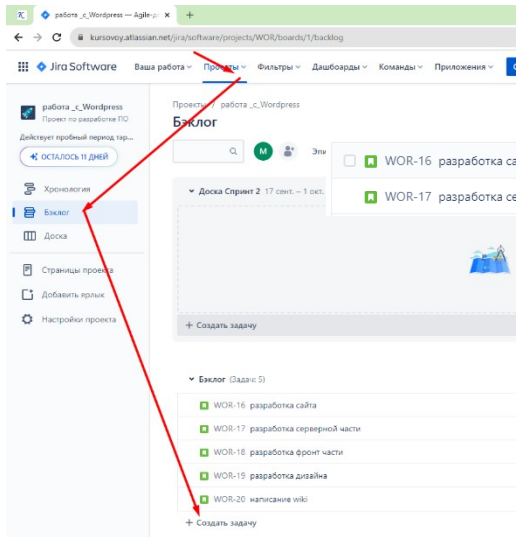 работа _c_Wordpress — Agile-д
kursovoy.atlassian.net/jira/software/projects/WOR/boards/1/backlog
Jira Software Ваша работа Проекты Фильтры Дашборды Команды Приложения
работа _c_Wordpress
Проект по разработке ПО
Действует пробный период тар...
ОСТАЛОСЬ 11 ДНЕЙ
Хронология
Бэклог
Доска
Страницы проекта
Добавить ярлык
Настройки проекта
Проекты / работа _c_Wordpress
Бэклог
М Эпи
WOR-16 разработка са
WOR-17 разработка се
Доска Спринт 2 17 сент. – 1 окт.
+ Создать задачу
Бэклог (Задач: 5)
WOR-16 разработка сайта
WOR-17 разработка серверной части
WOR-18 разработка фронт части
WOR-19 разработка дизайна
WOR-20 написание wiki
+ Создать задачу